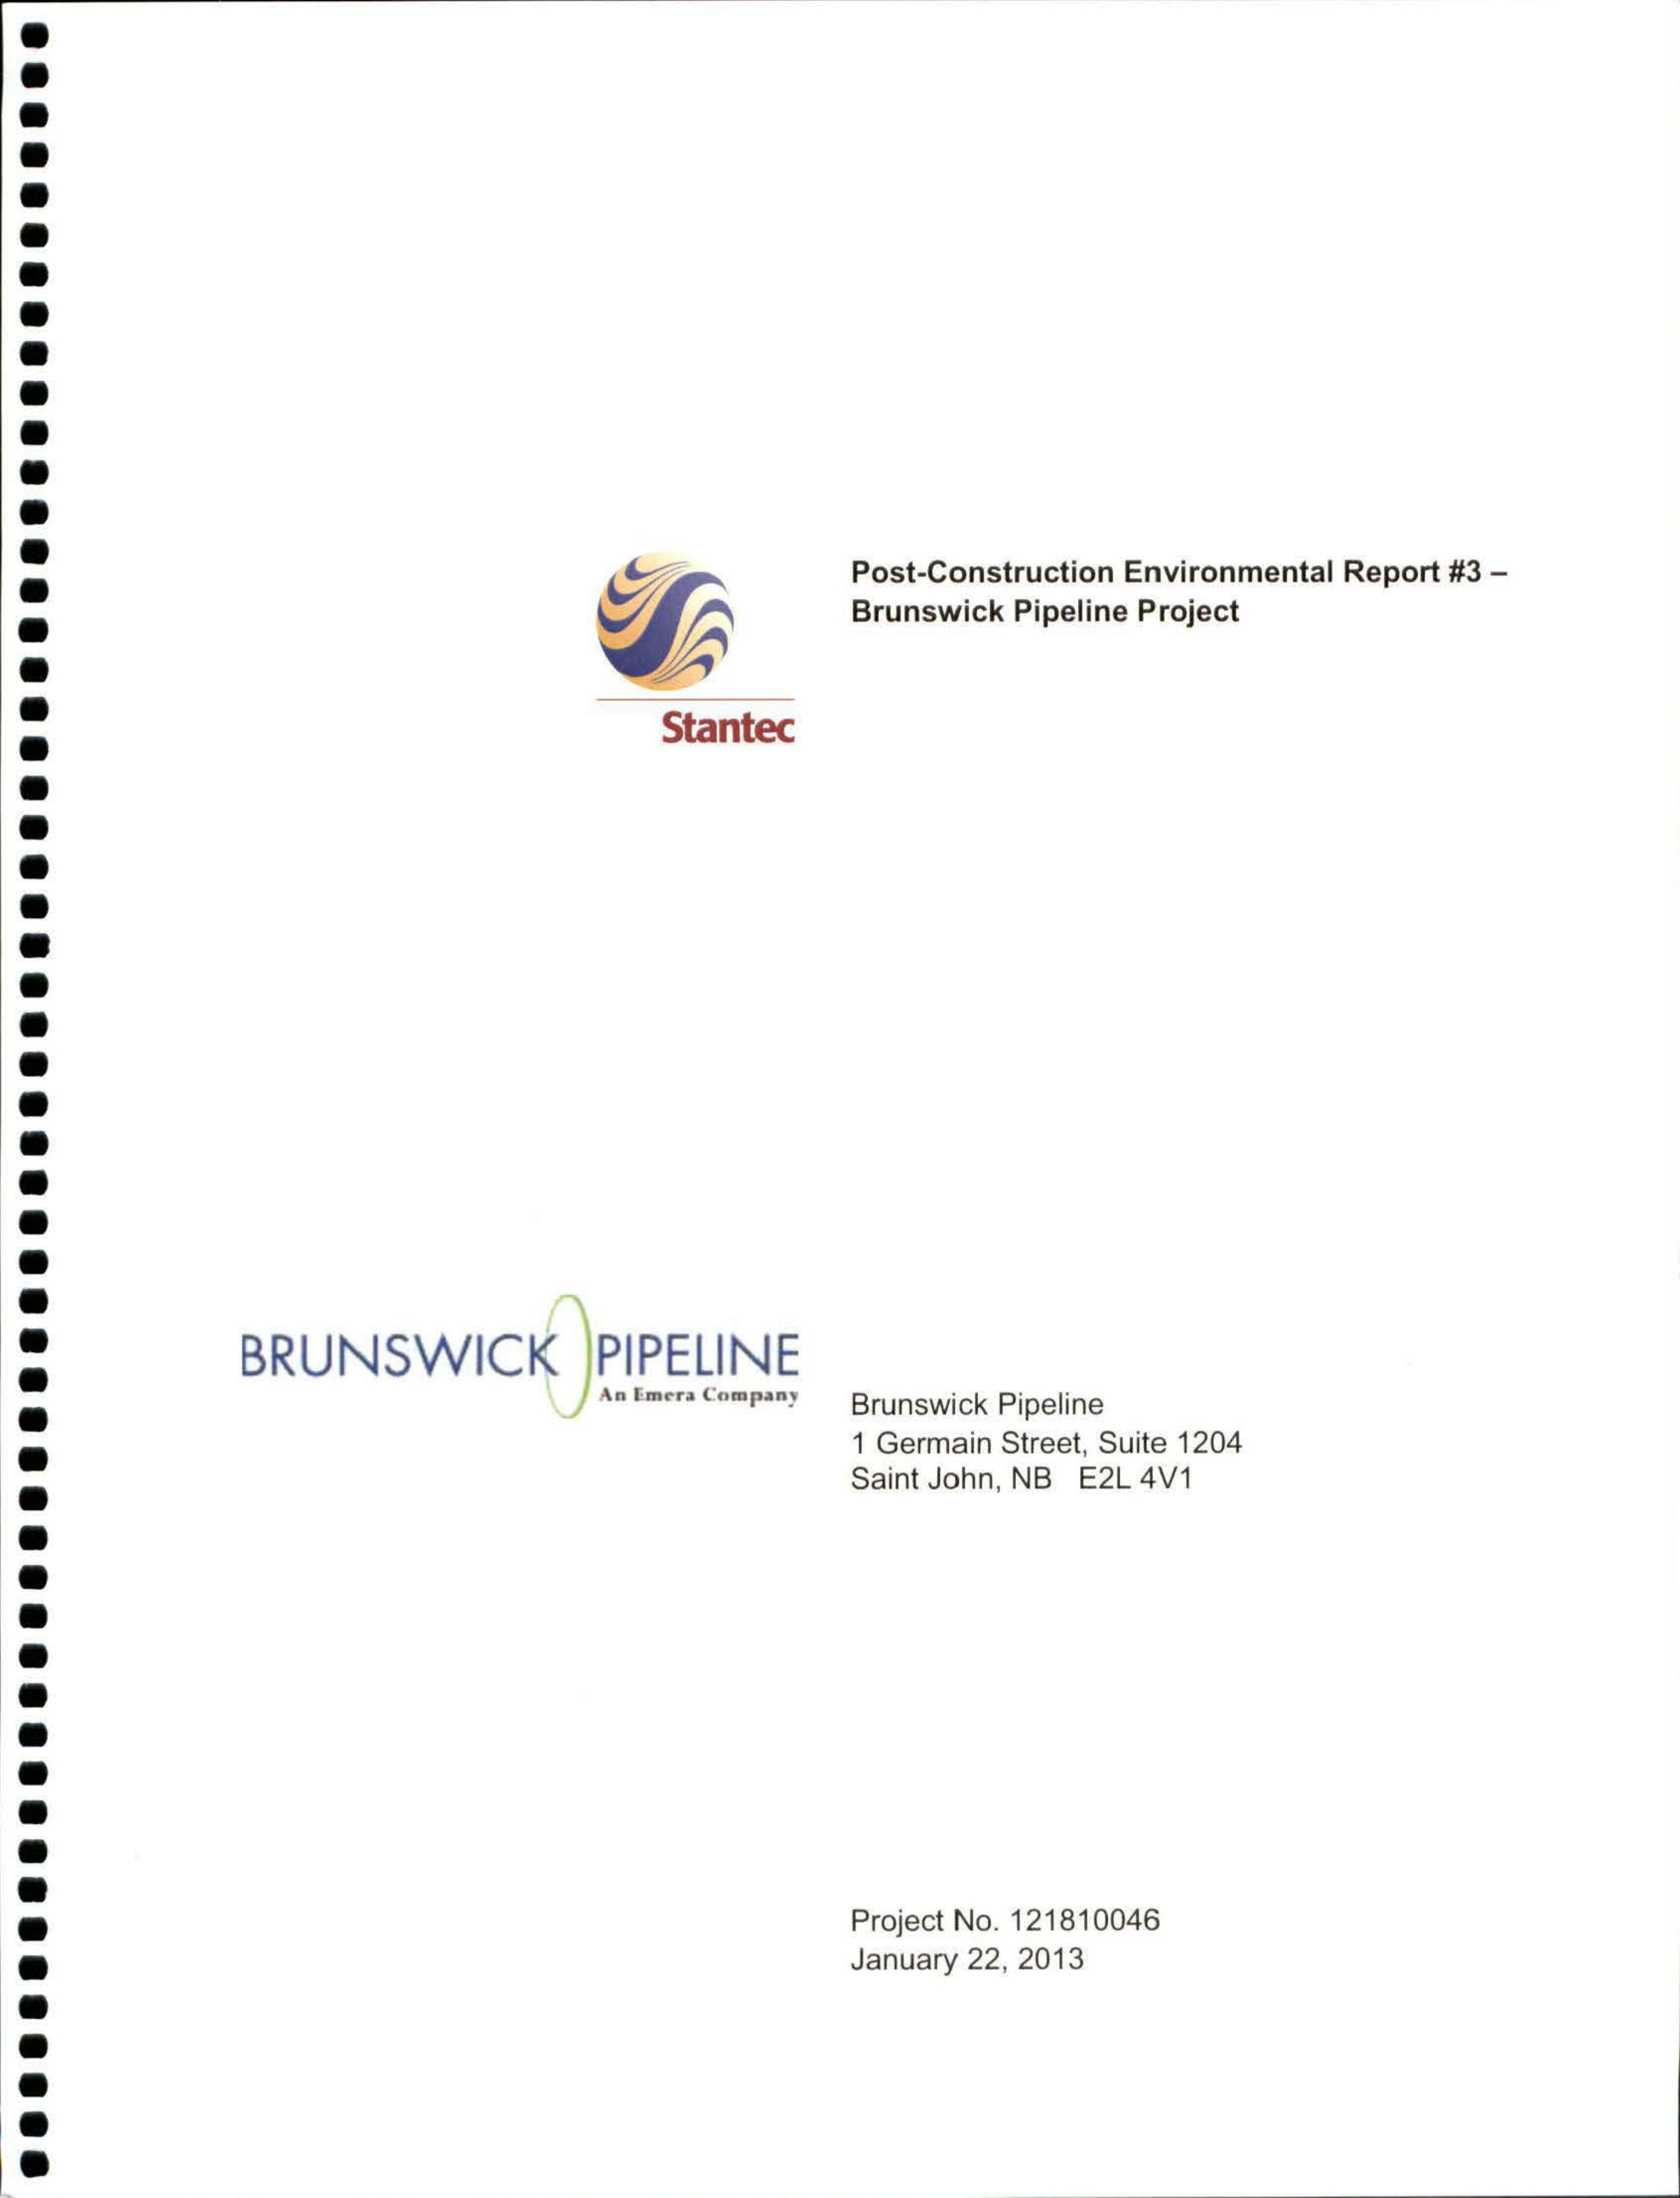 Post-Construction Environmental Report #3 –
Brunswick Pipeline Project
Stantec
BRUNSWICK PIPELINE
An Emera Company
Brunswick Pipeline
1 Germain Street, Suite 1204
Saint John, NB E2L 4V1
Project No. 121810046
January 22, 2013